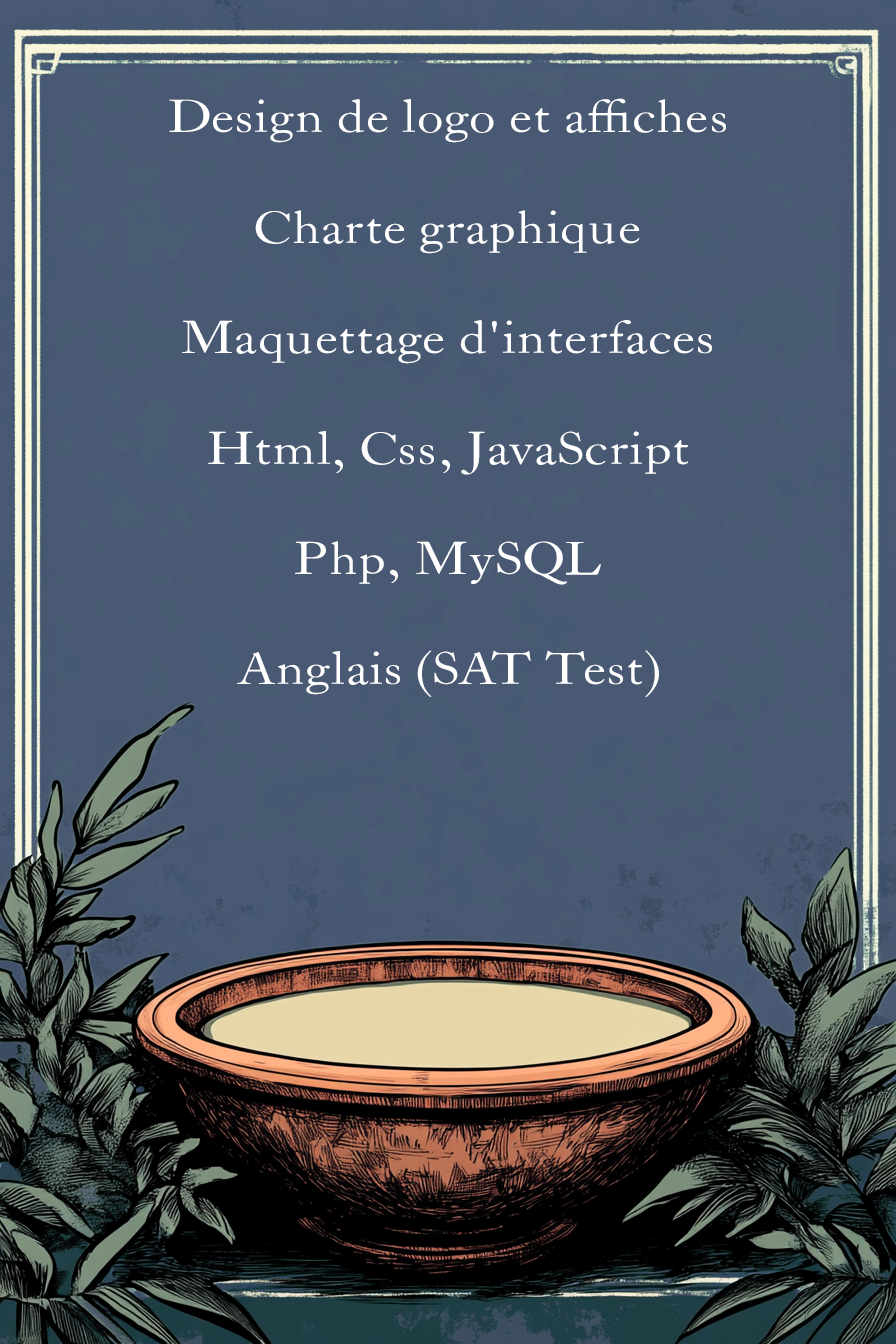 Design de logo et affiches
Charte graphique
Maquettage d'interfaces
Html, Css, JavaScript
Php, MySQL
Anglais (SAT Test)